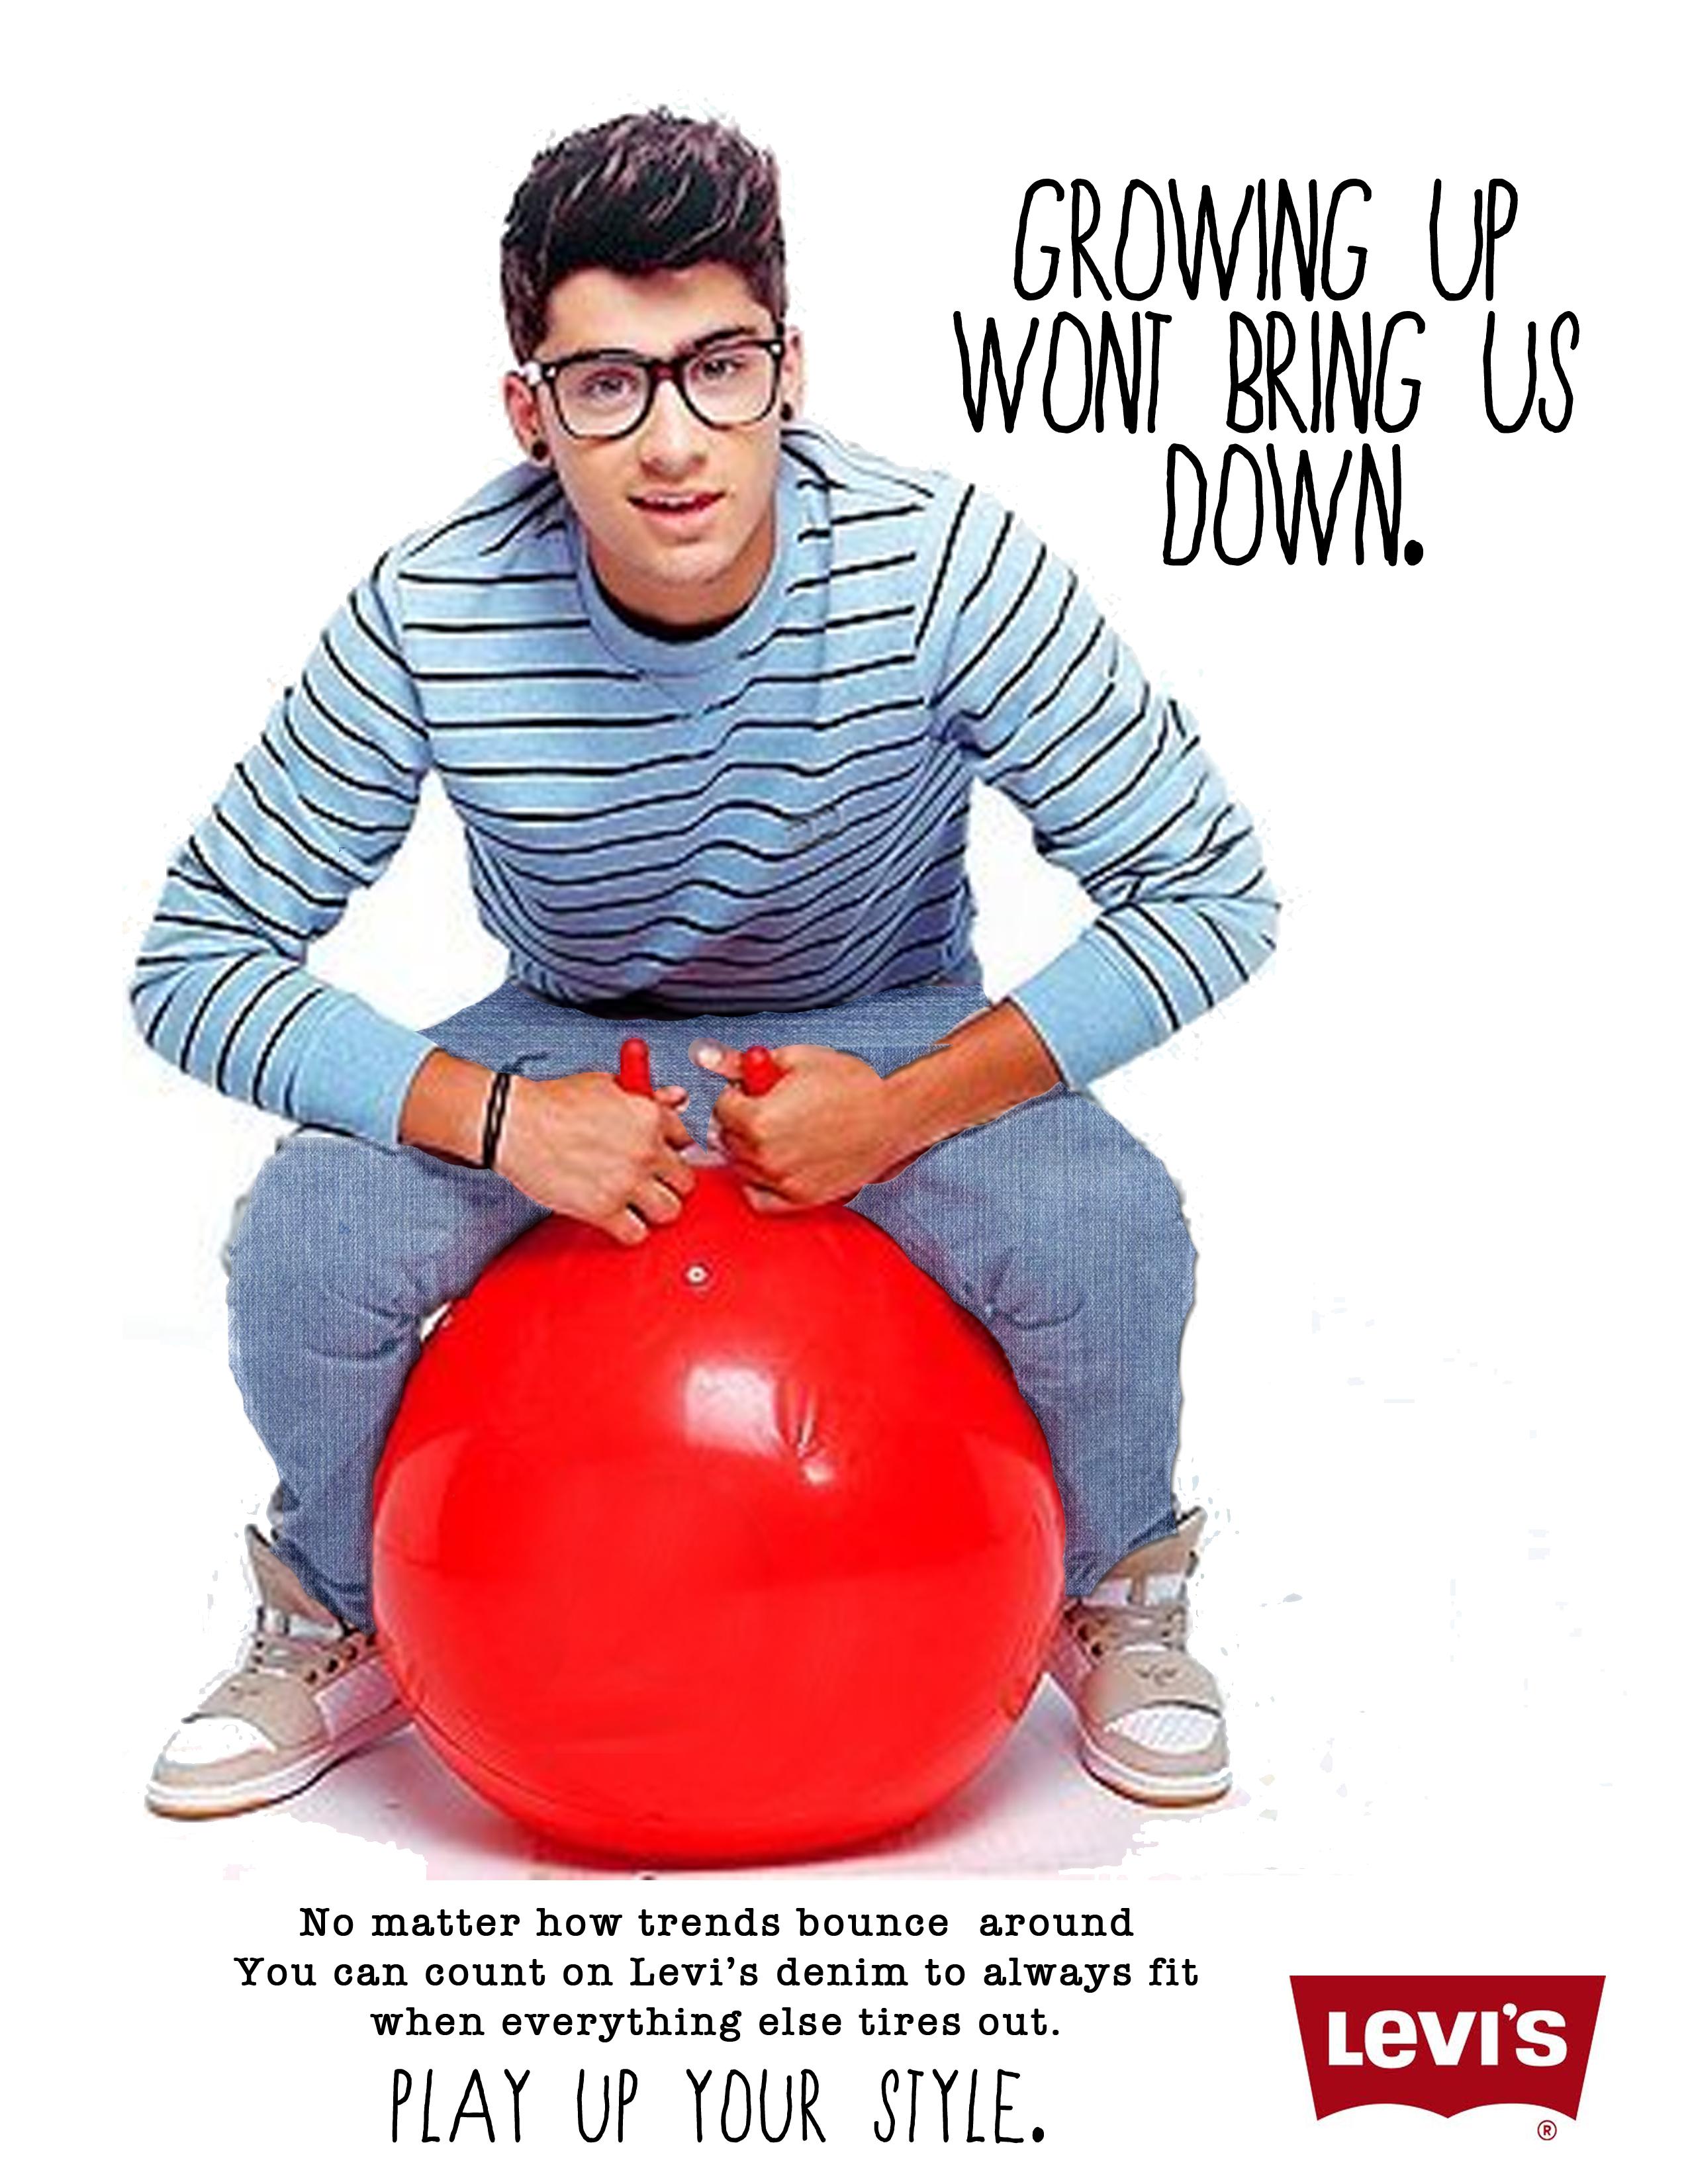 GROWING UP
WONT BRING US
DOWN.
No matter how trends bounce around
You can count on Levi's denim to always fit
when everything else tires out.
PLAY UP YOUR STYLE.
LEVI'S
®